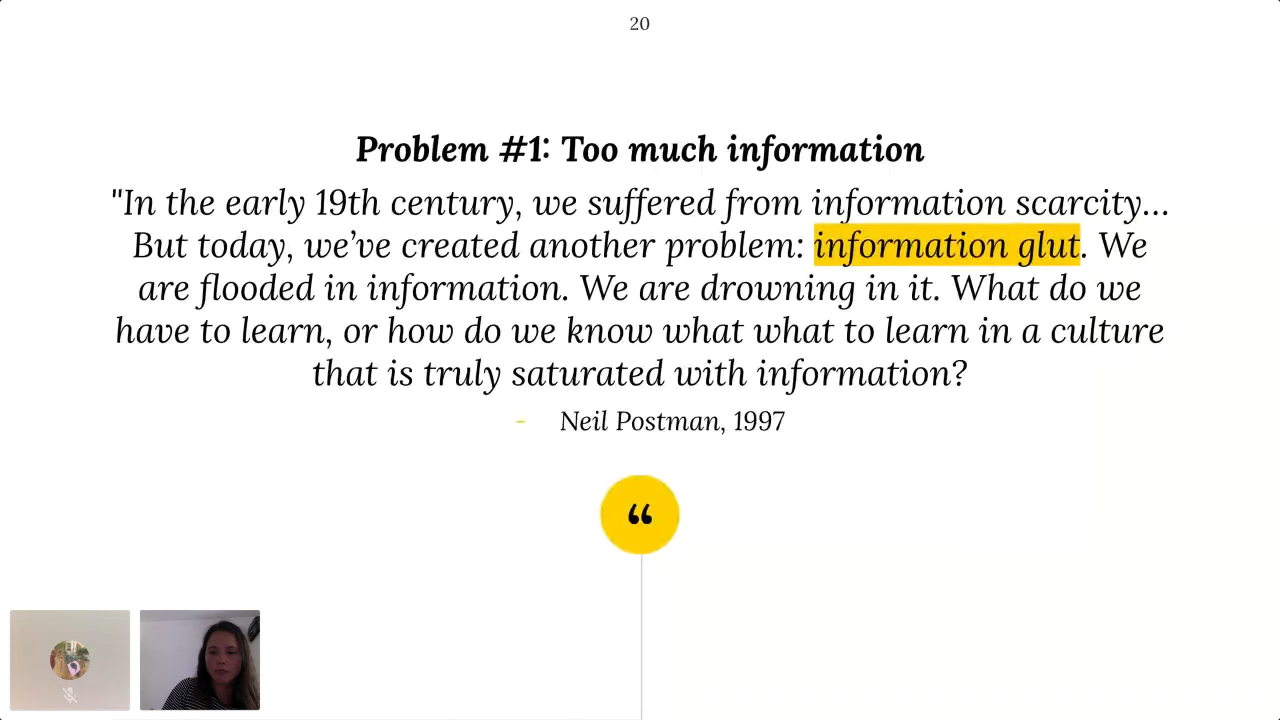 20
Problem #1: Too much information
"In the early 19th century, we suffered from information scarcity...
But today, we’ve created another problem: information glut. We
are flooded in information. We are drowning in it. What do we
have to learn, or how do we know what what to learn in a culture
that is truly saturated with information?
- Neil Postman, 1997
“